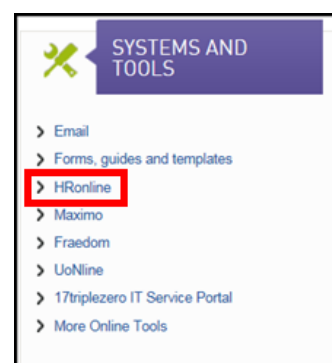 SYSTEMS AND
TOOLS
Email
Forms, guides and templates
HRonline
Maximo
Fraedom
UoNline
17triplezero IT Service Portal
More Online Tools